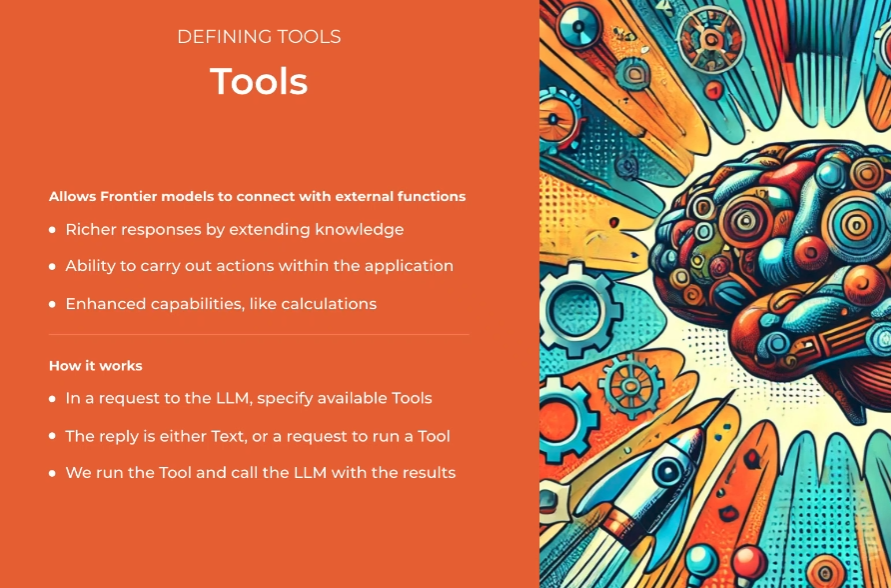 DEFINING TOOLS
Tools
Allows Frontier models to connect with external functions
• Richer responses by extending knowledge
• Ability to carry out actions within the application
• Enhanced capabilities, like calculations
How it works
• In a request to the LLM, specify available Tools
• The reply is either Text, or a request to run a Tool
• We run the Tool and call the LLM with the results